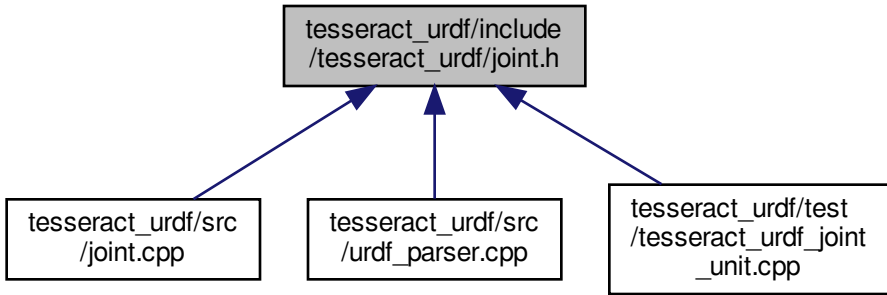 tesseract_urdf/include
/tesseract_urdf/joint.h
tesseract_urdf/src
/joint.cpp
tesseract_urdf/src
/urdf_parser.cpp
tesseract_urdf/test
/tesseract_urdf_joint
_unit.cpp